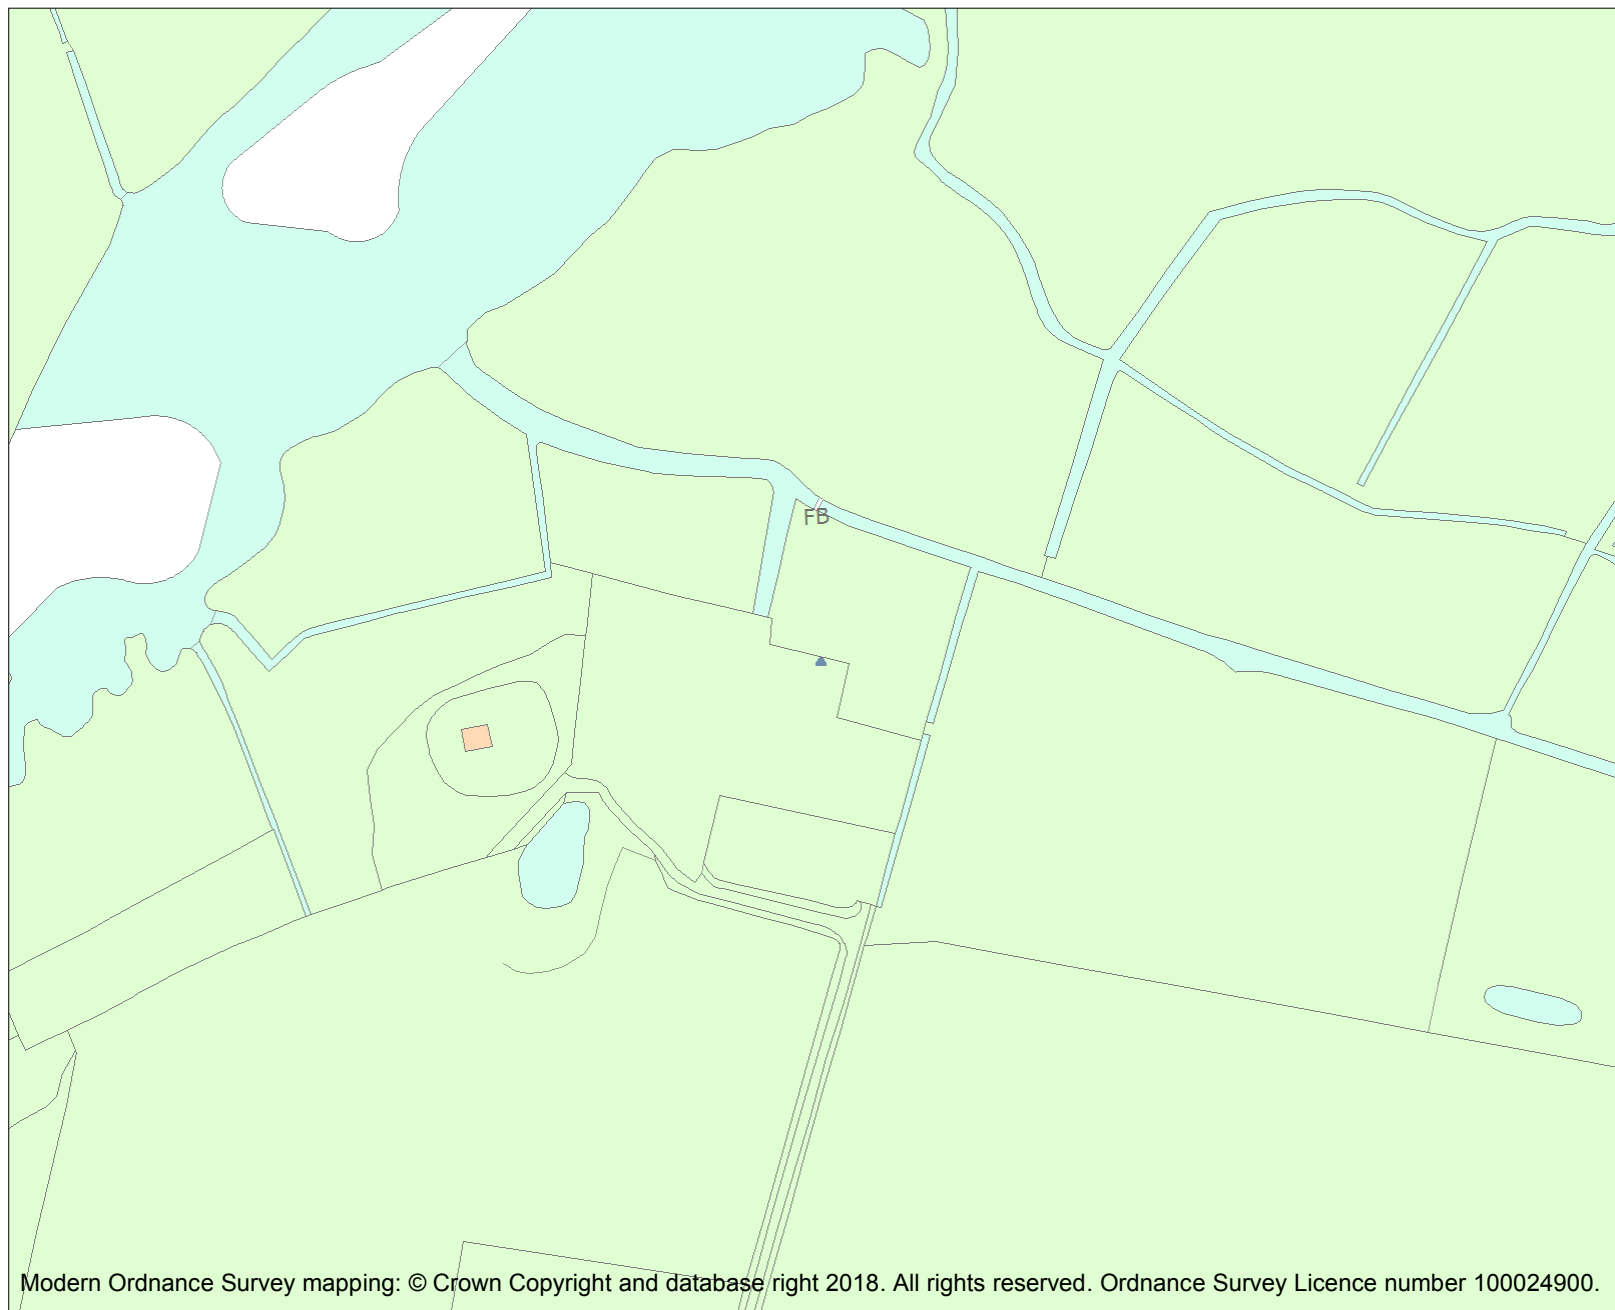 FB
Modern Ordnance Survey mapping: © Crown Copyright and database right 2018. All rights reserved. Ordnance Survey Licence number 100024900.